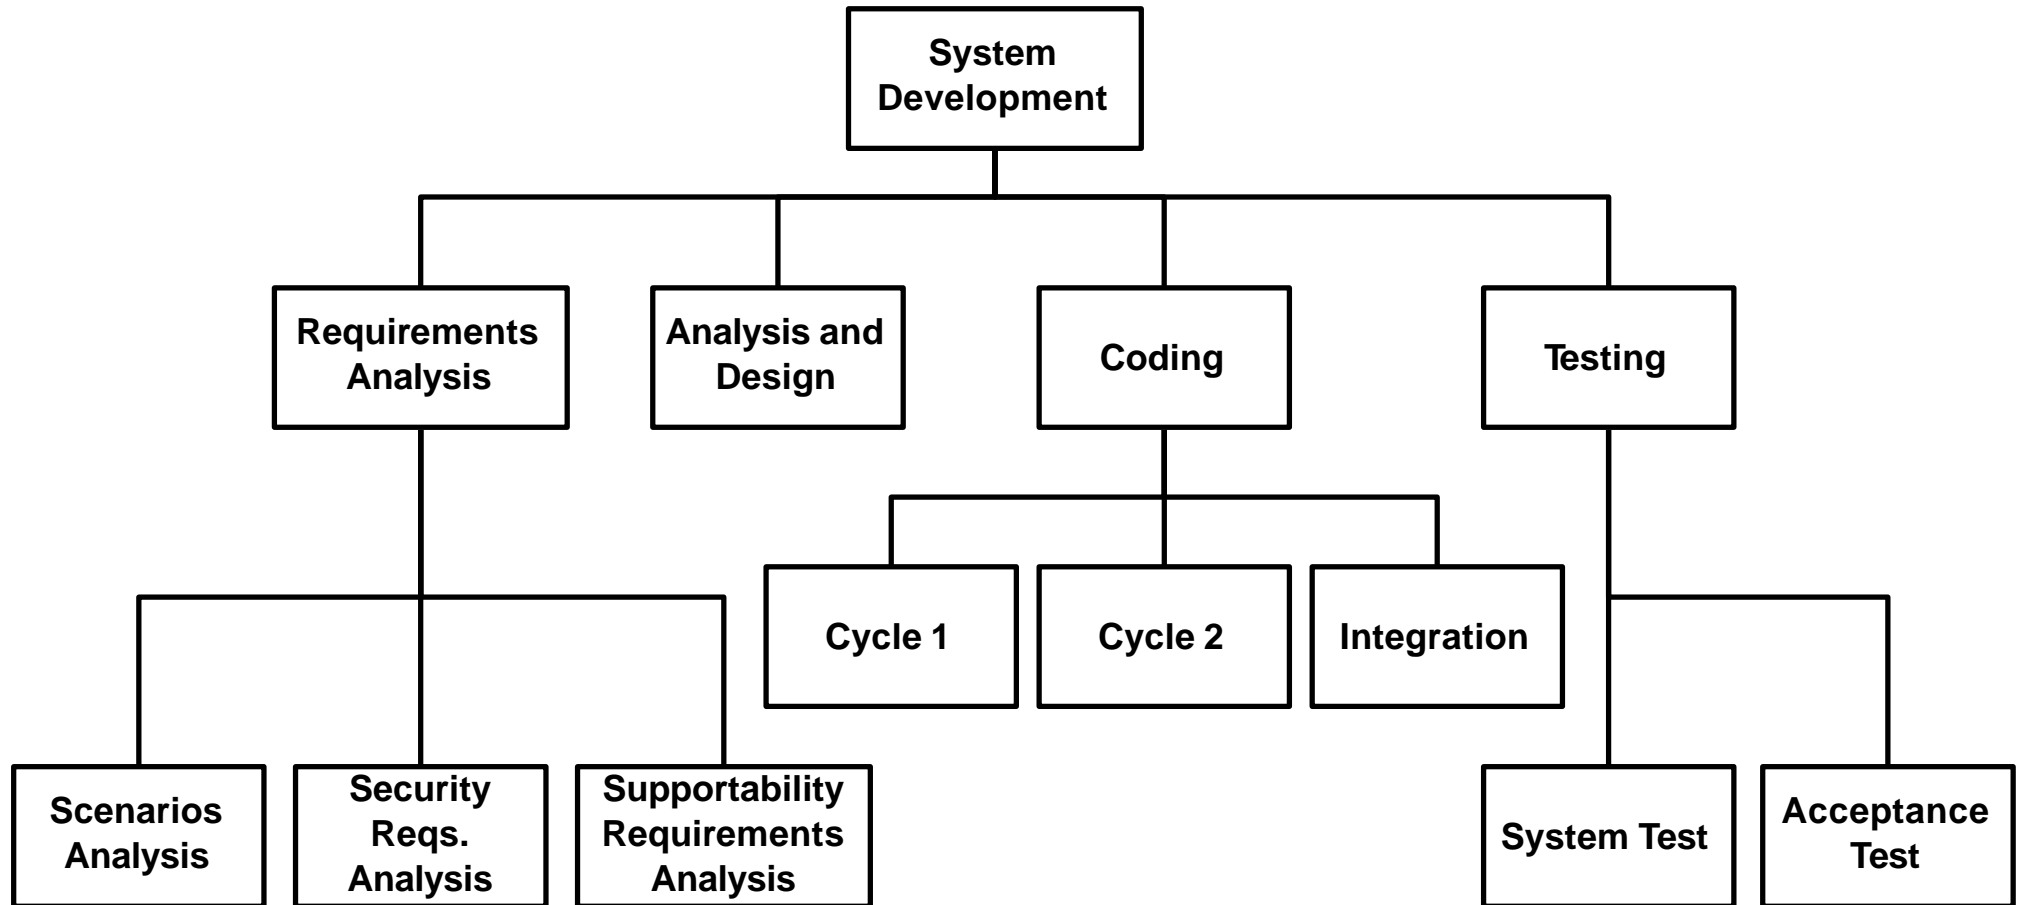 System
Development
Requirements
Analysis
Analysis and
Design
Coding
Testing
Cycle 1
Cycle 2
Integration
Scenarios
Analysis
Security
Reqs.
Analysis
Supportability
Requirements
Analysis
System Test
Acceptance
Test